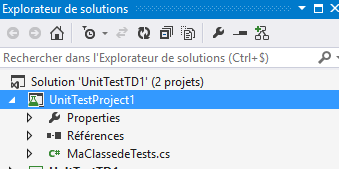 Explorateur de solutions
Rechercher dans l'Explorateur de solutions (Ctrl+$)
Solution 'UnitTestTD1' (2 projets)
UnitTestProject1
Properties
Références
C# MaClassedeTests.cs